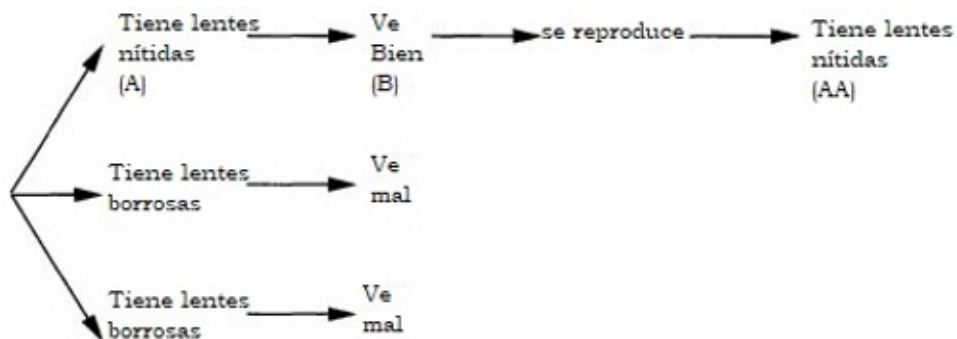 Tiene lentes
nítidas
(A)
Ve
Bien
(B)
se reproduce
Tiene lentes
nítidas
(AA)
Tiene lentes
borrosas
Ve
mal
Tiene lentes
borrosas
Ve
mal